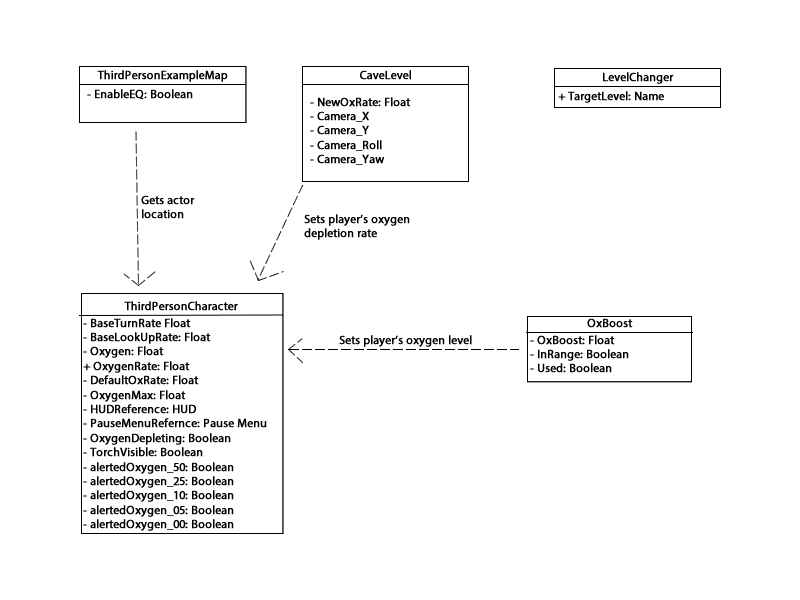 ThirdPersonExampleMap
- EnableEQ: Boolean
CaveLevel
- NewOxRate: Float
- Camera_X
- Camera_Y
- Camera_Roll
- Camera_Yaw
LevelChanger
+ TargetLevel: Name
Gets actor
location
Sets player's oxygen
depletion rate
ThirdPersonCharacter
- BaseTurnRate Float
- BaseLookUpRate: Float
- Oxygen: Float
+ OxygenRate: Float
- DefaultOxRate: Float
- OxygenMax: Float
- HUDReference: HUD
- PauseMenuRefernce: Pause Menu
- OxygenDepleting: Boolean
- TorchVisible: Boolean
- alertedOxygen_50: Boolean
- alertedOxygen_25: Boolean
- alertedOxygen_10: Boolean
- alertedOxygen_05: Boolean
- alertedOxygen_00: Boolean
Sets player's oxygen level
OxBoost
- OxBoost: Float
- InRange: Boolean
- Used: Boolean